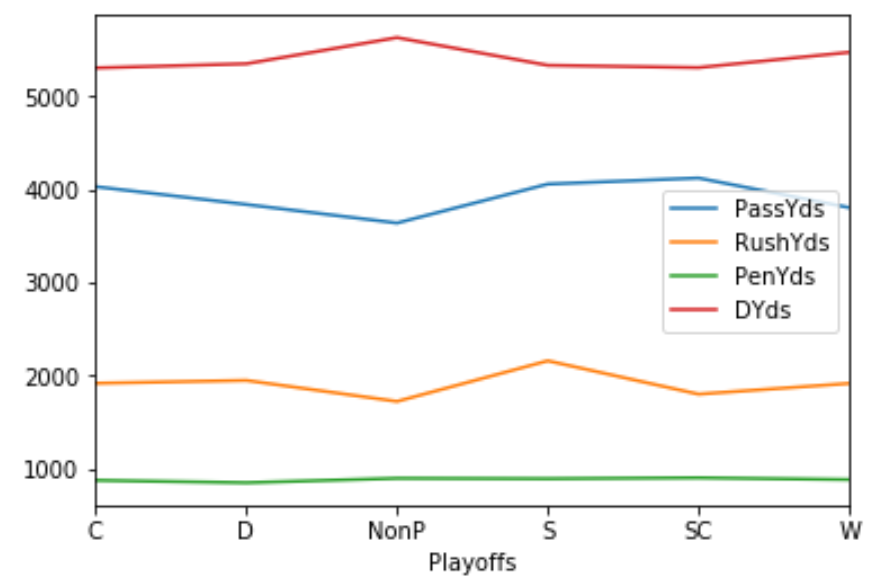 5000
4000
3000
2000
1000
PassYds
RushYds
PenYds
DYds
C D NonP S SC W
Playoffs